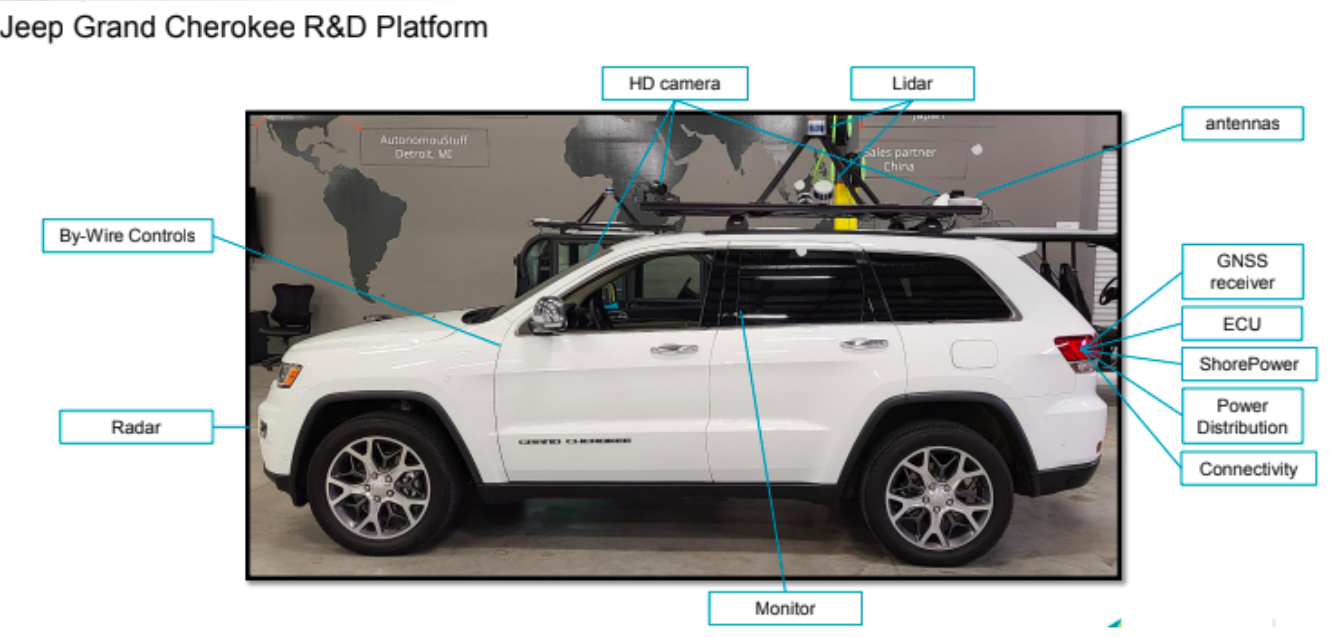 Jeep Grand Cherokee R&D Platform
HD camera
Lidar
antennas
AutonomouStuff
Detroit, MI
Japan
Sales partner
China
By-Wire Controls
GNSS
receiver
ECU
ShorePower
Power
Distribution
Connectivity
Radar
GRAND CHEROKEE
Monitor